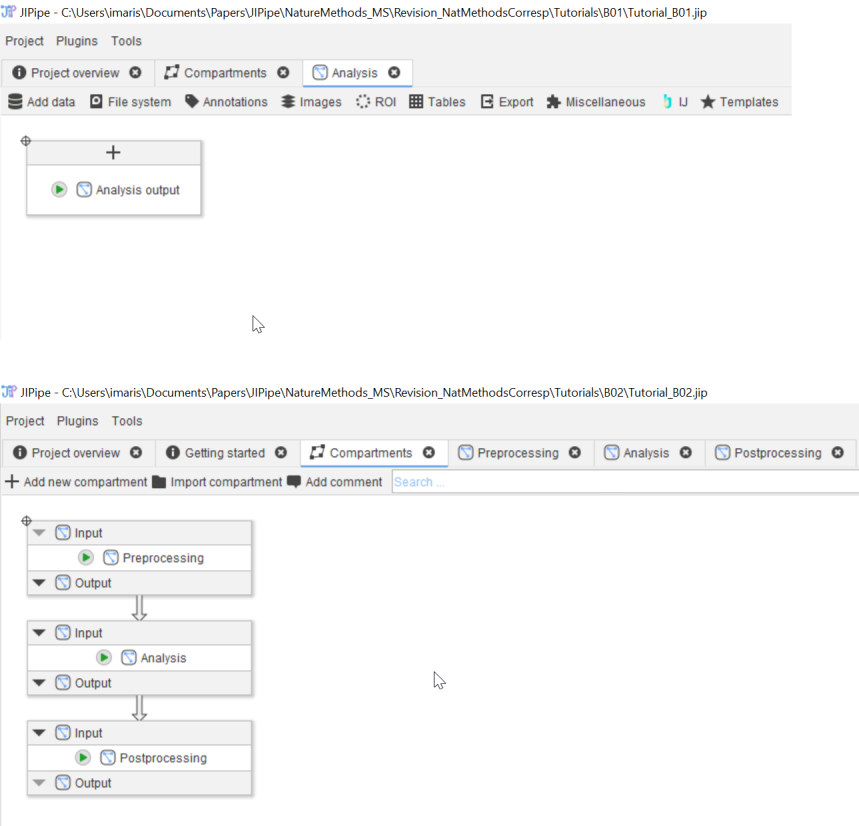 JIPipe - C:\Users\imaris\Documents\Papers\JIPipe\NatureMethods_MS\Revision_NatMethodsCorresp\Tutorials\B01\Tutorial_B01.jip
Project Plugins Tools
Project overview Compartments Analysis
Add data File system Annotations Images ROI Tables Export Miscellaneous IJ Templates
Analysis output
JIPipe - C:\Users\imaris\Documents\Papers\JIPipe\NatureMethods_MS\Revision_NatMethodsCorresp\Tutorials\B02\Tutorial_B02.jip
Project Plugins Tools
Project overview Getting started Compartments Preprocessing Analysis Postprocessing
Add new compartment Import compartment Add comment Search ...
Input
Preprocessing
Output
Input
Analysis
Output
Input
Postprocessing
Output